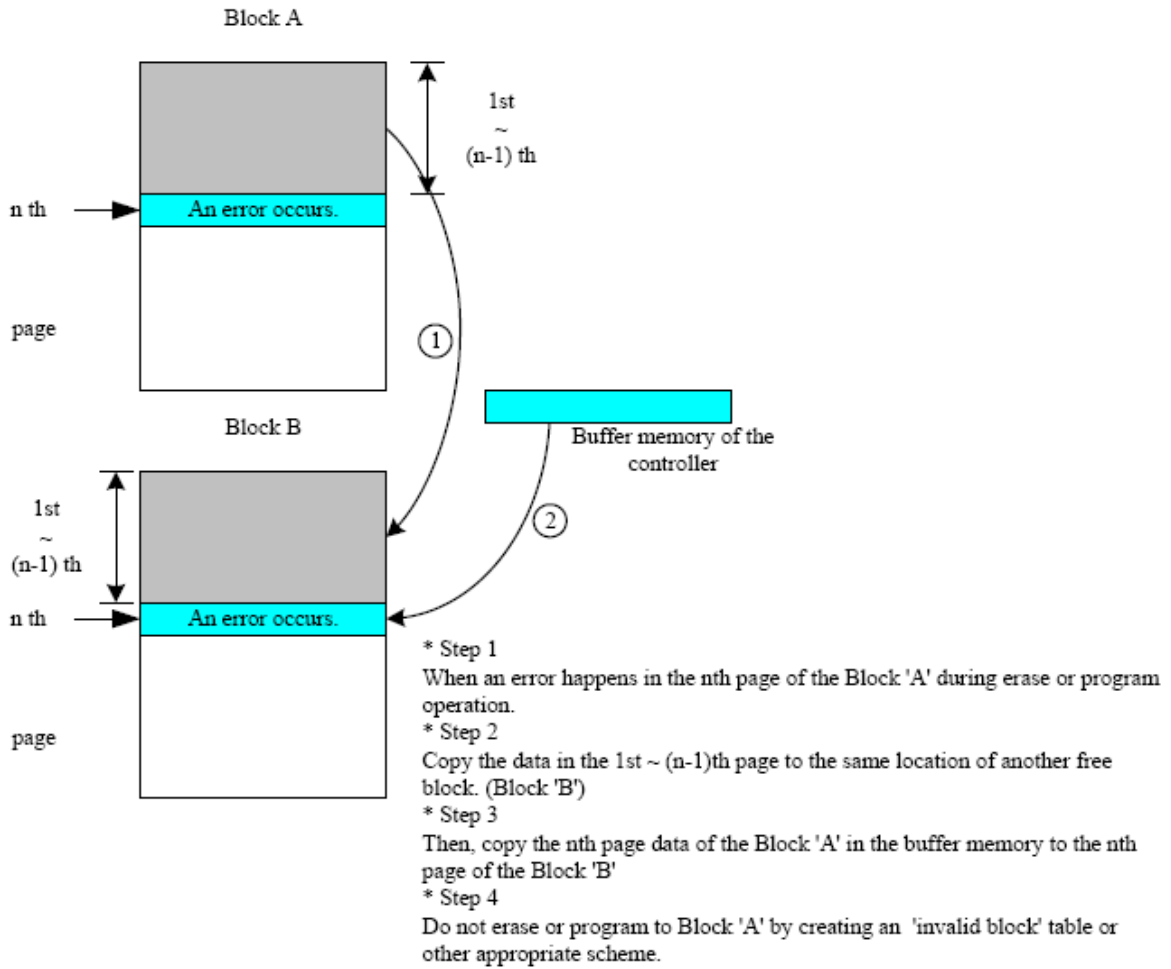 Block A
1st
~
(n-1) th
n th
An error occurs.
page
1
Block B
Buffer memory of the
controller
1st
~
(n-1) th
2
n th
An error occurs.
page
* Step 1
When an error happens in the nth page of the Block 'A' during erase or program
operation.
* Step 2
Copy the data in the 1st ~ (n-1)th page to the same location of another free
block. (Block 'B')
* Step 3
Then, copy the nth page data of the Block 'A' in the buffer memory to the nth
page of the Block 'B'
* Step 4
Do not erase or program to Block 'A' by creating an 'invalid block' table or
other appropriate scheme.